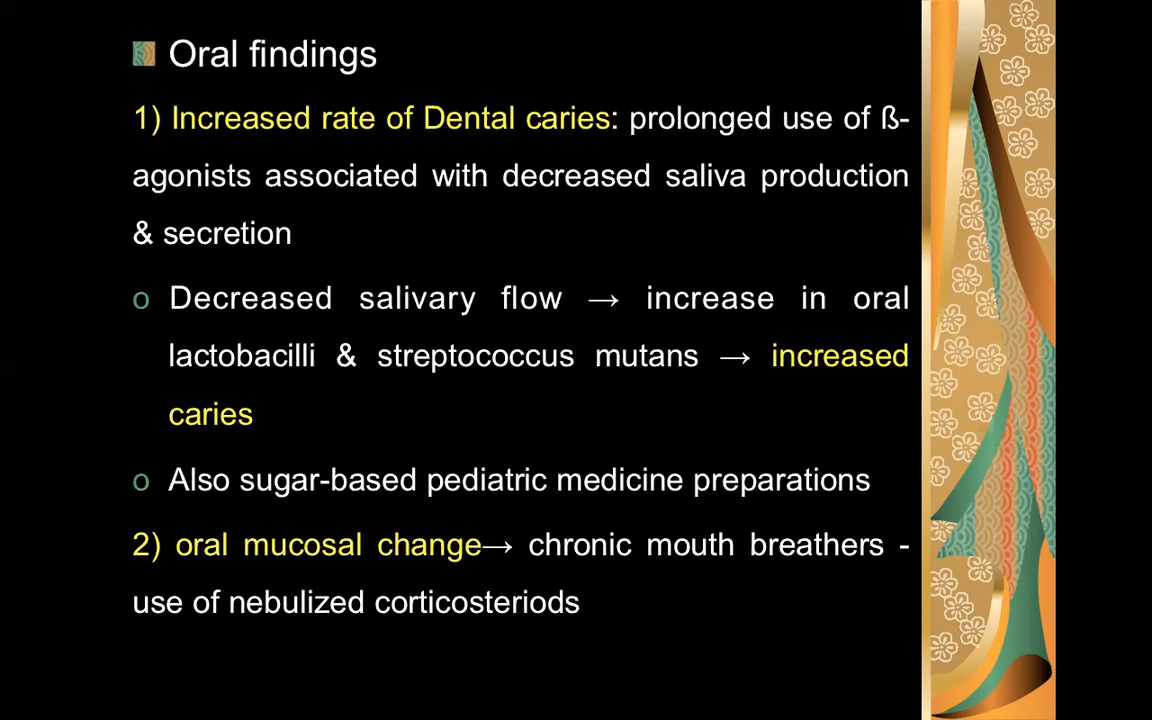 Oral findings
1) Increased rate of Dental caries: prolonged use of ß-
agonists associated with decreased saliva production
& secretion
o Decreased salivary flow → increase in oral
lactobacilli & streptococcus mutans → increased
caries
o Also sugar-based pediatric medicine preparations
2) oral mucosal change→ chronic mouth breathers -
use of nebulized corticosteriods